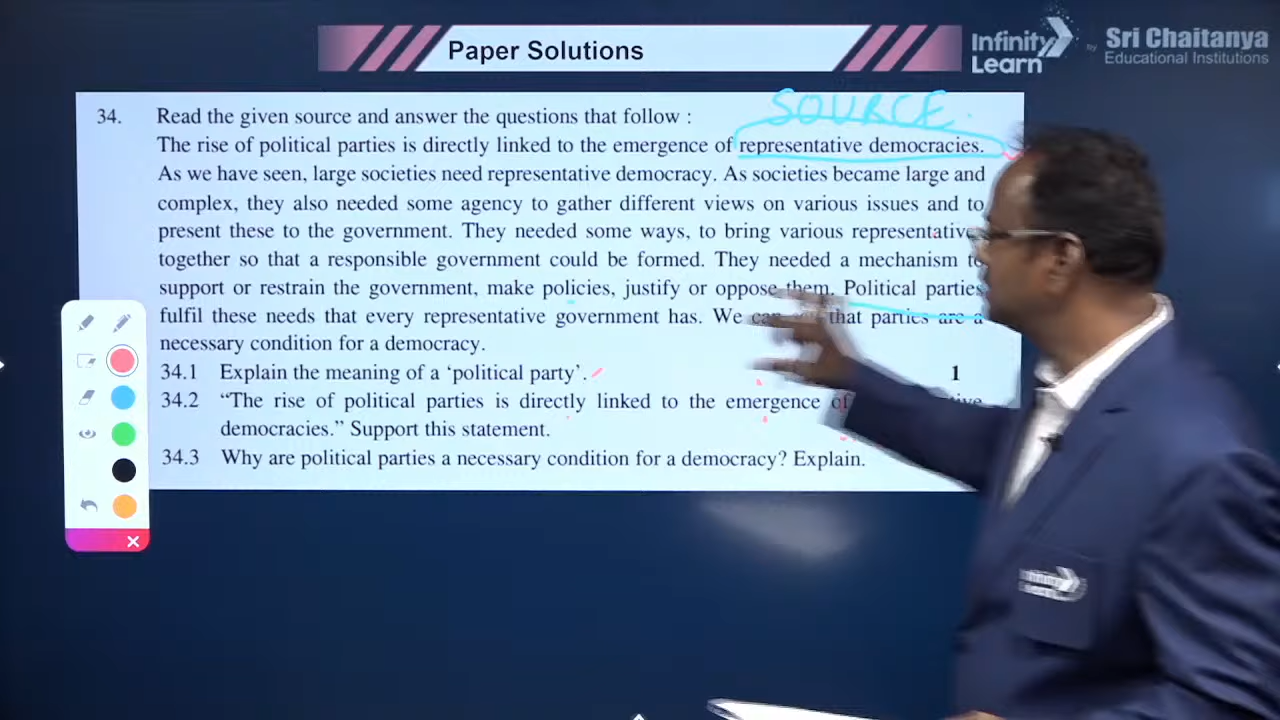 Paper Solutions
Infinity Learn by Sri Chaitanya
Educational Institutions
SOURCE.
34. Read the given source and answer the questions that follow :
The rise of political parties is directly linked to the emergence of representative democracies.
As we have seen, large societies need representative democracy. As societies became large and
complex, they also needed some agency to gather different views on various issues and to
present these to the government. They needed some ways, to bring various representative
together so that a responsible government could be formed. They needed a mechanism to
support or restrain the government, make policies, justify or oppose them. Political parties
fulfil these needs that every representative government has. We can that parties are a
necessary condition for a democracy.
34.1 Explain the meaning of a ‘political party’. 1
34.2 “The rise of political parties is directly linked to the emergence of
democracies.” Support this statement.
34.3 Why are political parties a necessary condition for a democracy? Explain.
Infinity Learn